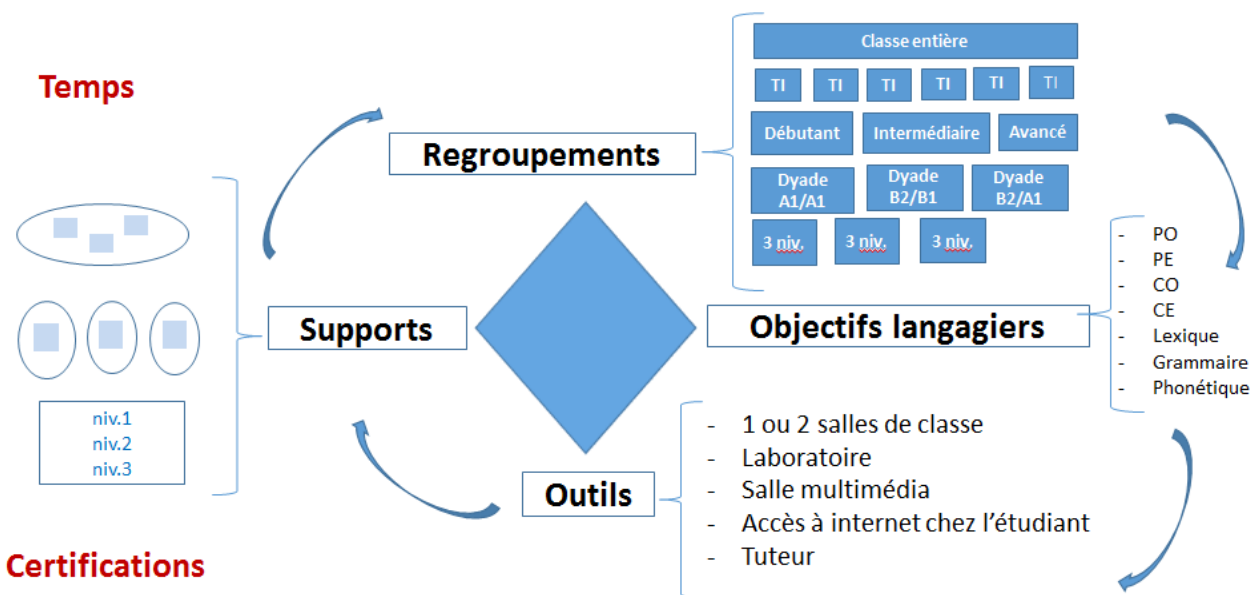 Temps
Classe entière
TI TI TI TI TI TI
Débutant Intermédiaire Avancé
Dyade A1/A1
Dyade B2/B1
Dyade B2/A1
3 niv. 3 niv. 3 niv.
Regroupements
Supports
niv.1
niv.2
niv.3
Objectifs langagiers
- PO
- PE
- CO
- CE
- Lexique
- Grammaire
- Phonétique
Outils
- 1 ou 2 salles de classe
- Laboratoire
- Salle multimédia
- Accès à internet chez l’étudiant
- Tuteur
Certifications